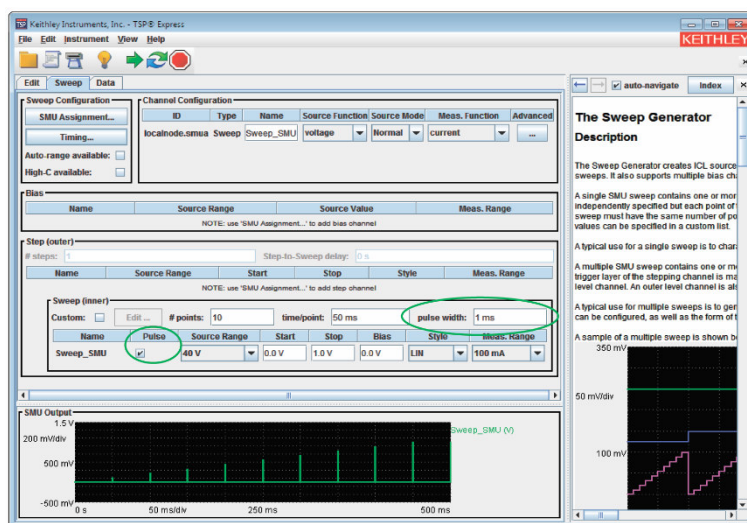 Keithley Instruments, Inc. - TSP® Express
File Edit Instrument View Help
KEITHLEY
Edit Sweep Data
auto-navigate Index
Sweep Configuration
SMU Assignment...
Timing...
Auto-range available:
High-C available:
Channel Configuration
ID Type Name Source Function Source Mode Meas. Function Advanced
localnode.smua Sweep Sweep_SMU voltage Normal current ...
Bias
Name Source Range Source Value Meas. Range
NOTE: use 'SMU Assignment...' to add bias channel
Step (outer)
# steps: 1 Step-to-Sweep delay: 0 s
Name Source Range Start Stop Style Meas. Range
NOTE: use 'SMU Assignment...' to add step channel
Sweep (inner)
Custom: Edit ... # points: 10 time/point: 50 ms pulse width: 1 ms
Name Pulse Source Range Start Stop Bias Style Meas. Range
Sweep_SMU 40 V 0.0 V 1.0 V 0.0 V LIN 100 mA
SMU Output
1.5 V
200 mV/div
500 mV
-500 mV
0 s 50 ms/div 250 ms 500 ms
Sweep_SMU (V)
The Sweep Generator
Description
The Sweep Generator creates ICL source
sweeps. It also supports multiple bias cha
A single SMU sweep contains one or mor
independently specified but each point of
sweep must have the same number of po
values can be specified in a custom list.
A typical use for a single sweep is to char
A multiple SMU sweep contains one or m
trigger layer of the stepping channel is ma
level channel. An outer level channel is als
A typical use for multiple sweeps is to gen
can be configured, as well as the form of t
A sample of a multiple sweep is shown be
350 mV
50 mV/div
100 mV